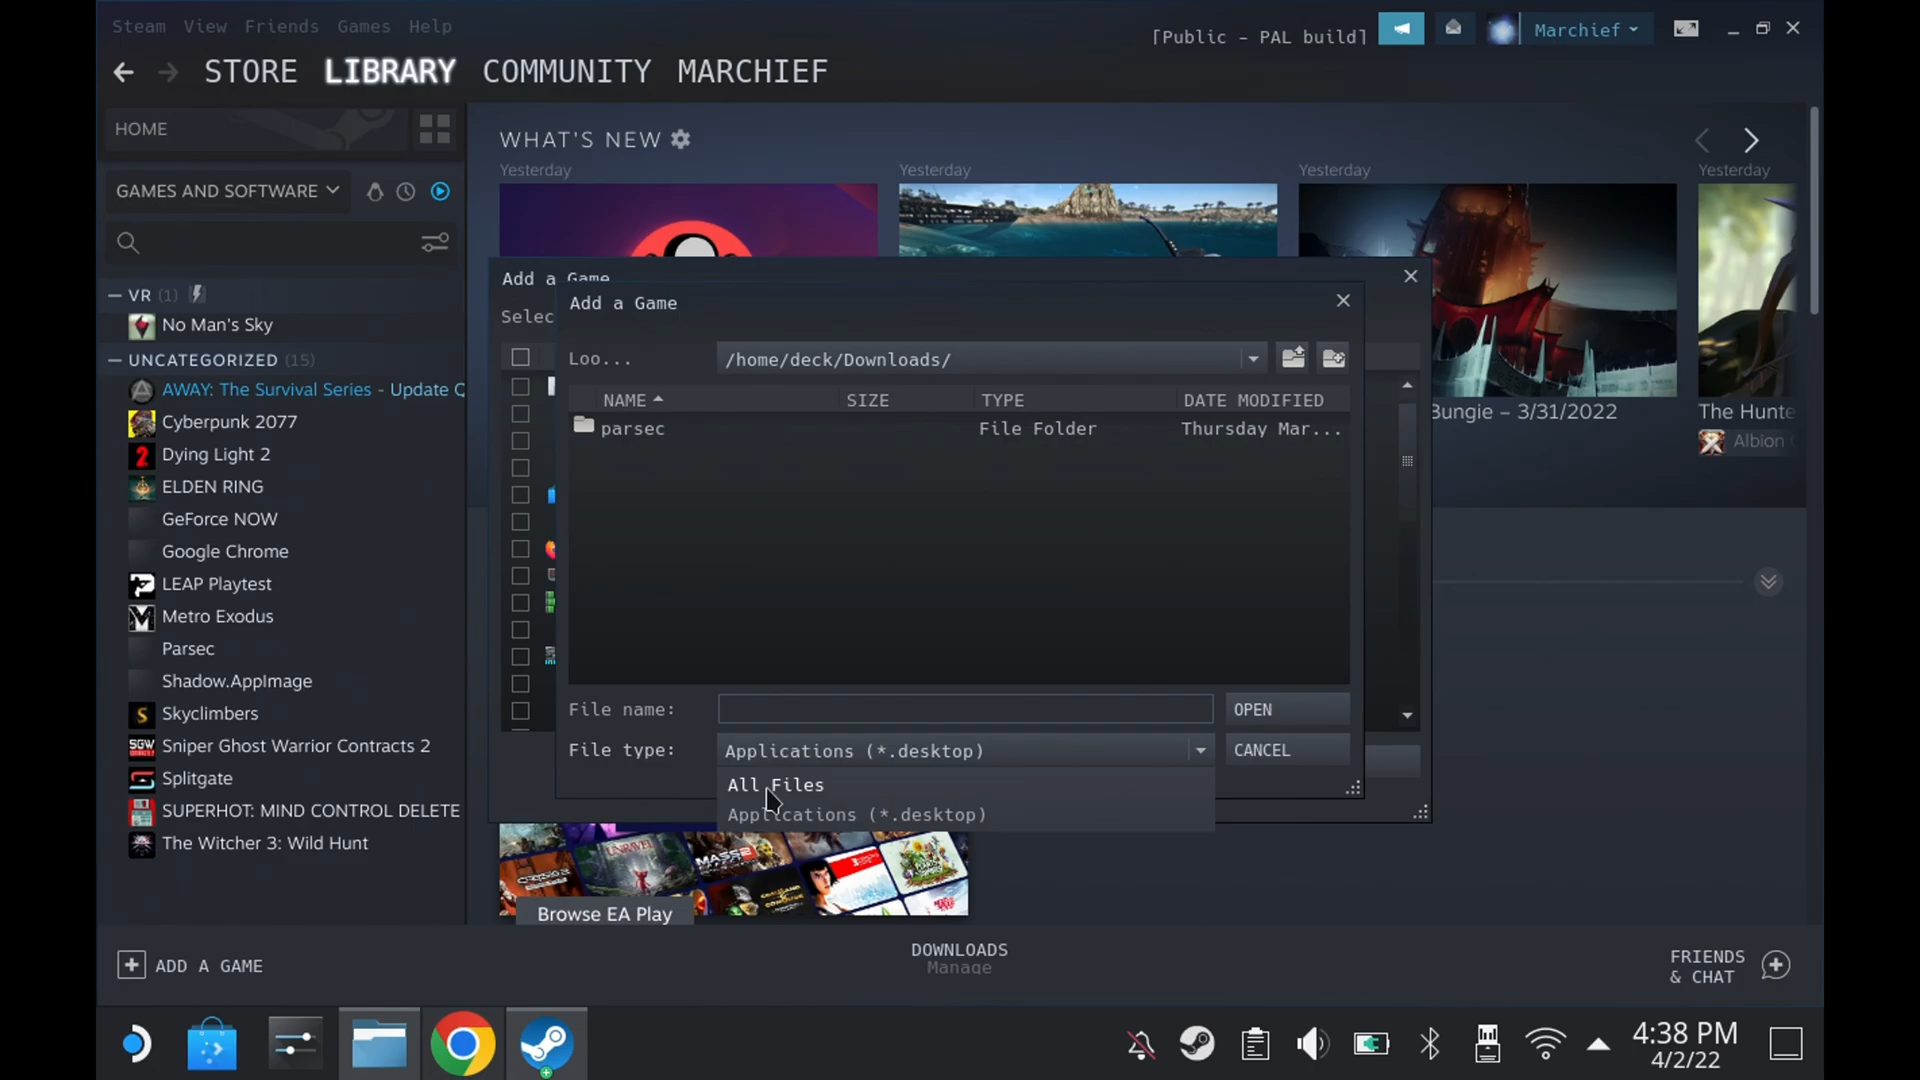 Steam View Friends Games Help
[Public - PAL build]
Marchief
STORE LIBRARY COMMUNITY MARCHIEF
HOME
WHAT'S NEW
Yesterday
Yesterday
Yesterday
Yesterday
GAMES AND SOFTWARE
VR (1)
No Man's Sky
UNCATEGORIZED (15)
AWAY: The Survival Series - Update Q
Cyberpunk 2077
Dying Light 2
ELDEN RING
GeForce NOW
Google Chrome
LEAP Playtest
Metro Exodus
Parsec
Shadow.AppImage
Skyclimbers
Sniper Ghost Warrior Contracts 2
Splitgate
SUPERHOT: MIND CONTROL DELETE
The Witcher 3: Wild Hunt
Add a Game
Selec
Add a Game
Loo...
/home/deck/Downloads/
NAME SIZE TYPE DATE MODIFIED
parsec File Folder Thursday Mar...
File name:
OPEN
File type:
Applications (*.desktop)
CANCEL
All Files
Applications (*.desktop)
Bungie – 3/31/2022
The Hunte
Albion
UNRAVEL
MASS2
Browse EA Play
ADD A GAME
DOWNLOADS
Manage
FRIENDS
& CHAT
4:38 PM
4/2/22